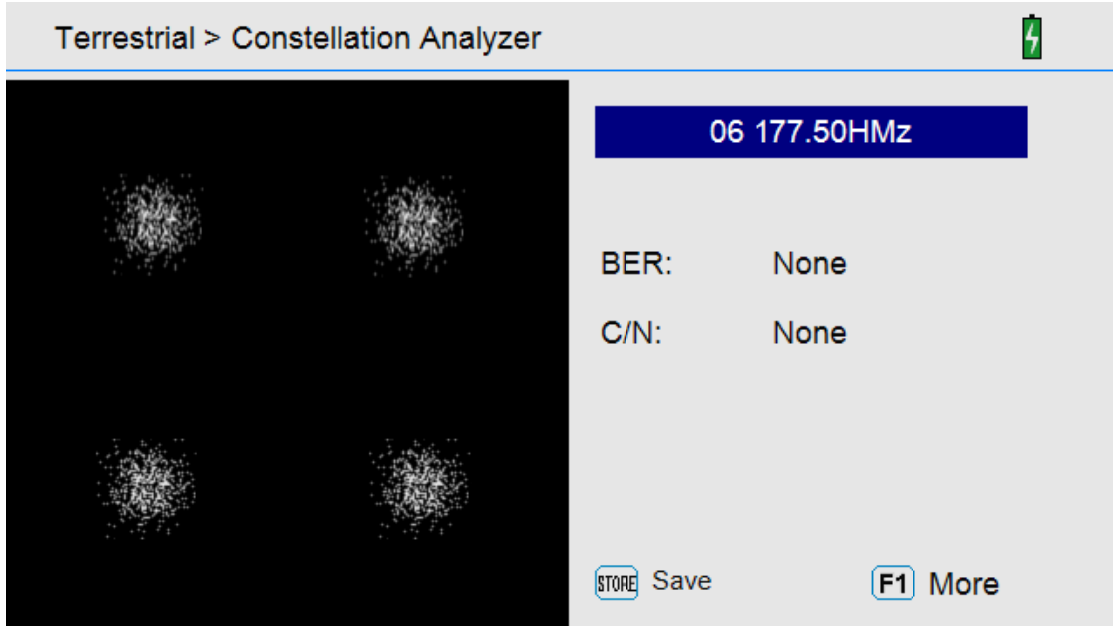 Terrestrial > Constellation Analyzer
06 177.50HMz
BER: None
C/N: None
STORE Save F1 More